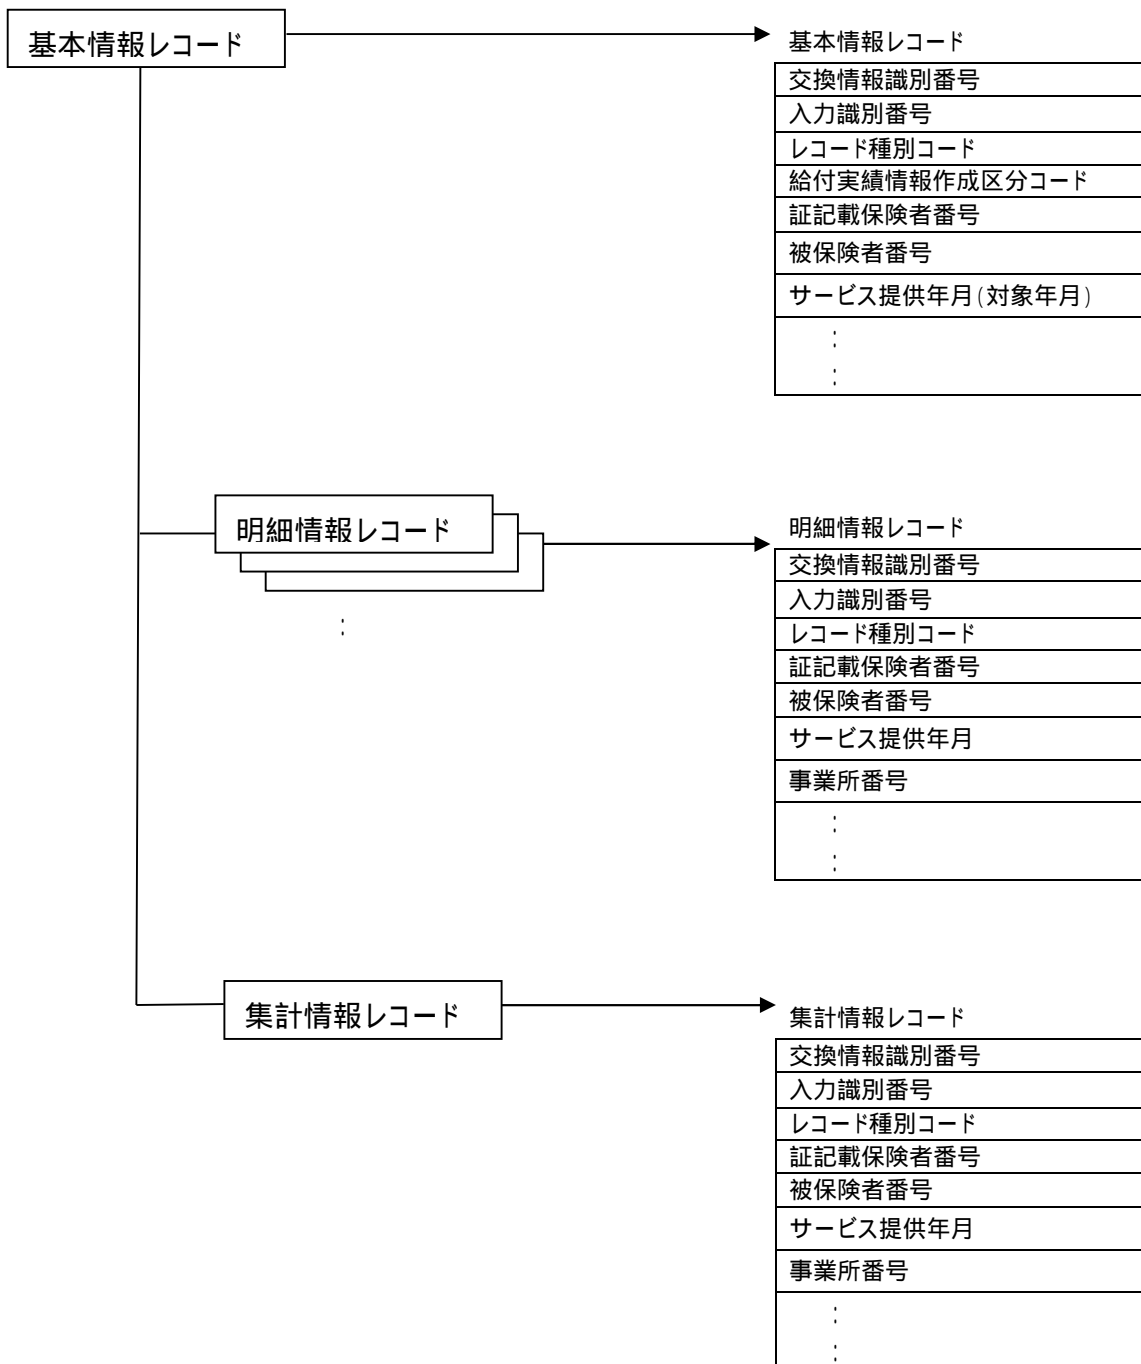 基本情報レコード
基本情報レコード
交換情報識別番号
入力識別番号
レコード種別コード
給付実績情報作成区分コード
証記載保険者番号
被保険者番号
サービス提供年月(対象年月)
:
:
明細情報レコード
:
明細情報レコード
交換情報識別番号
入力識別番号
レコード種別コード
証記載保険者番号
被保険者番号
サービス提供年月
事業所番号
:
:
集計情報レコード
集計情報レコード
交換情報識別番号
入力識別番号
レコード種別コード
証記載保険者番号
被保険者番号
サービス提供年月
事業所番号
:
: